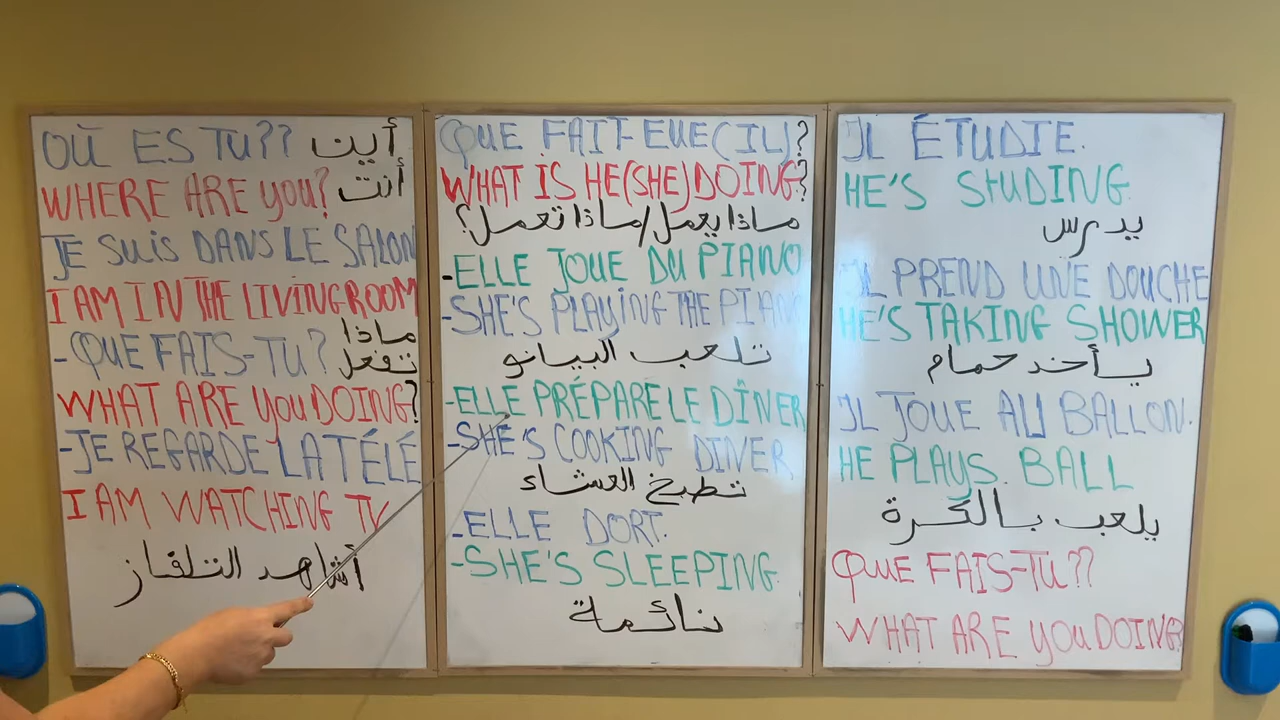 OÙ ES TU?? أين
WHERE ARE you? أنت
JE SUiS DANS LE SALON
I AM IN THE LIVINGROOM
- QUE FAIS-TU? ماذا تفعل
WHAT ARE you DOING?
-JE REGARDE LA TÉLÉ
I AM WATCHING TV
أشاهد التلفاز
QUE FAIT-ELLE(IL)?
WHAT iS HE(SHE) DOING?
ماذا يعمل/ماذا تعمل؟
-ELLE JOUE DU PIANO
-SHE'S PLAYING THE PIANO
تلعب البيانو
-ELLE PRÉPARE LE DÎNER
-SHE'S COOKING DINER
تطبخ العشاء
-ELLE DORT.
-SHE'S SLEEPING
نائمة
IL ÉTUDIE.
HE'S STUDING
يدرس
IL PREND UNE DOUCHE
HE'S TAKING SHOWER
يأخد حمام
IL JOUE AU BALLON.
HE PLAYS. BALL
يلعب بالكرة
QUE FAIS-TU??
WHAT ARE you DOING?